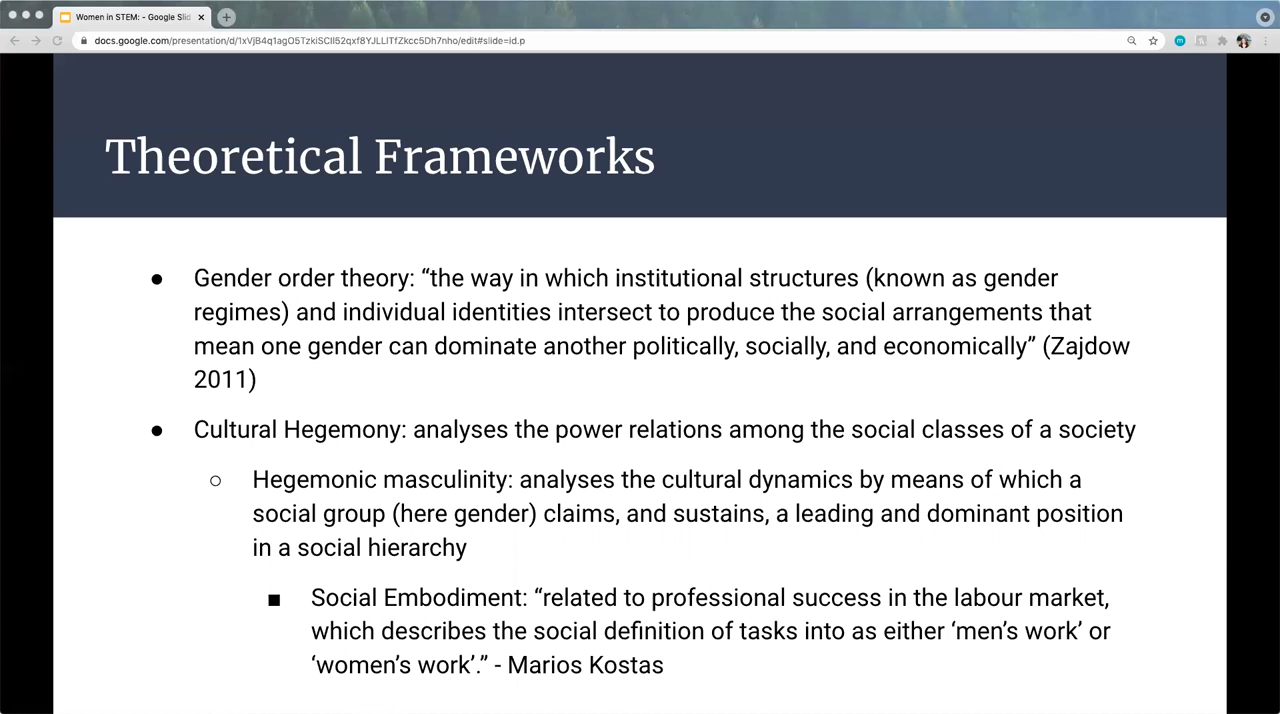 Women in STEM: - Google Slid
docs.google.com/presentation/d/1xVjB4q1agO5TzkiSCIl52qxf8YJLLITfZkcc5Dh7nho/edit#slide=id.p
Theoretical Frameworks
● Gender order theory: “the way in which institutional structures (known as gender
regimes) and individual identities intersect to produce the social arrangements that
mean one gender can dominate another politically, socially, and economically” (Zajdow
2011)
● Cultural Hegemony: analyses the power relations among the social classes of a society
○ Hegemonic masculinity: analyses the cultural dynamics by means of which a
social group (here gender) claims, and sustains, a leading and dominant position
in a social hierarchy
■ Social Embodiment: “related to professional success in the labour market,
which describes the social definition of tasks into as either ‘men’s work’ or
‘women’s work’.” - Marios Kostas